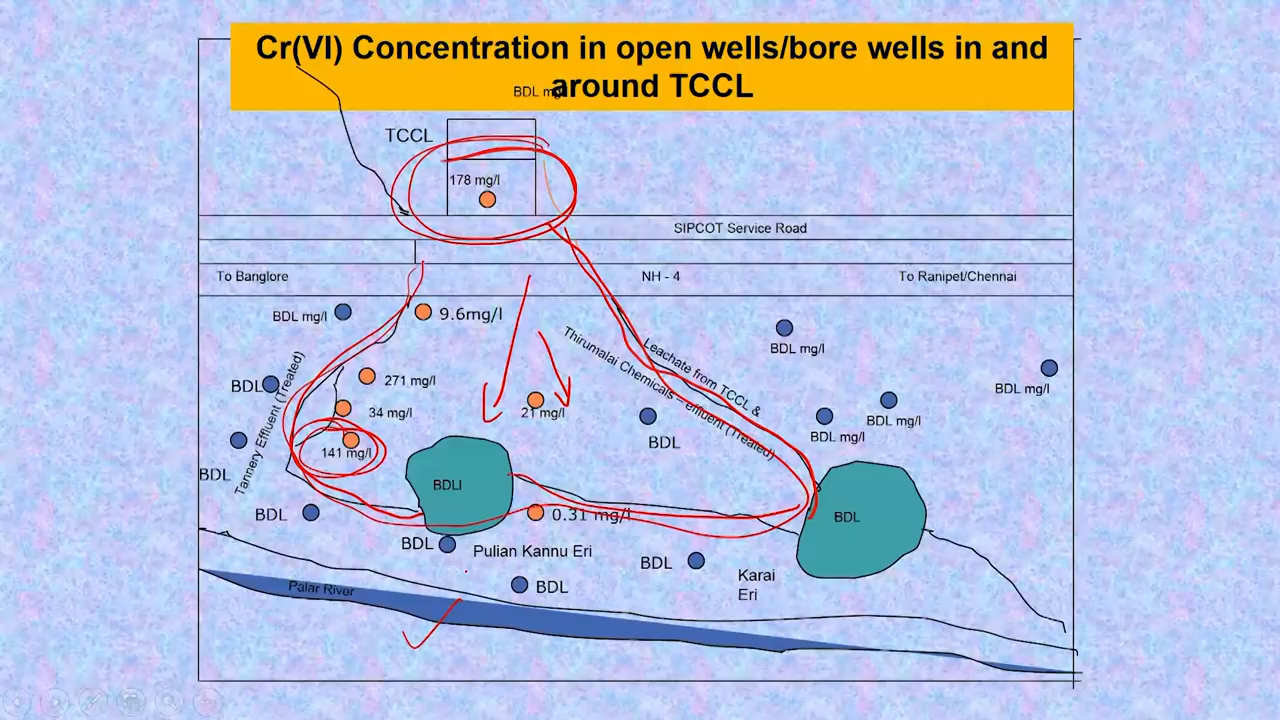 Cr(VI) Concentration in open wells/bore wells in and
around TCCL
BDL mg/l
TCCL
178 mg/l
SIPCOT Service Road
To Banglore
NH - 4
To Ranipet/Chennai
BDL mg/l
9.6mg/l
BDL mg/l
Thirumalai Chemicals – effluent (Treated)
Leachate from TCCL &
BDL
271 mg/l
BDL mg/l
34 mg/l
21 mg/l
BDL mg/l
BDL
BDL mg/l
Tannery Effluent (Treated)
141 mg/l
BDL
BDLl
BDL
BDL
0.31 mg/l
BDL
Pulian Kannu Eri
BDL
Karai
Eri
BDL
Palar River